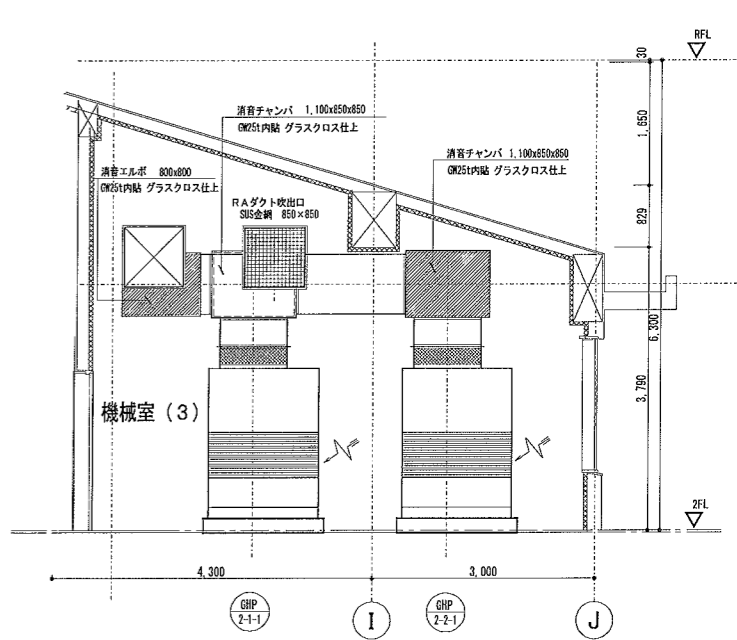 RFL
30
消音チャンバ 1,100x850x850
GW25t内貼 グラスクロス仕上
1,650
消音チャンバ 1,100x850x850
GW25t内貼 グラスクロス仕上
消音エルボ 800x800
GW25t内貼 グラスクロス仕上
RAダクト吹出口
SUS金網 850×850
829
6,300
3,790
機械室（3）
2FL
4,300
3,000
GHP
2-1-1
I
GHP
2-2-1
J